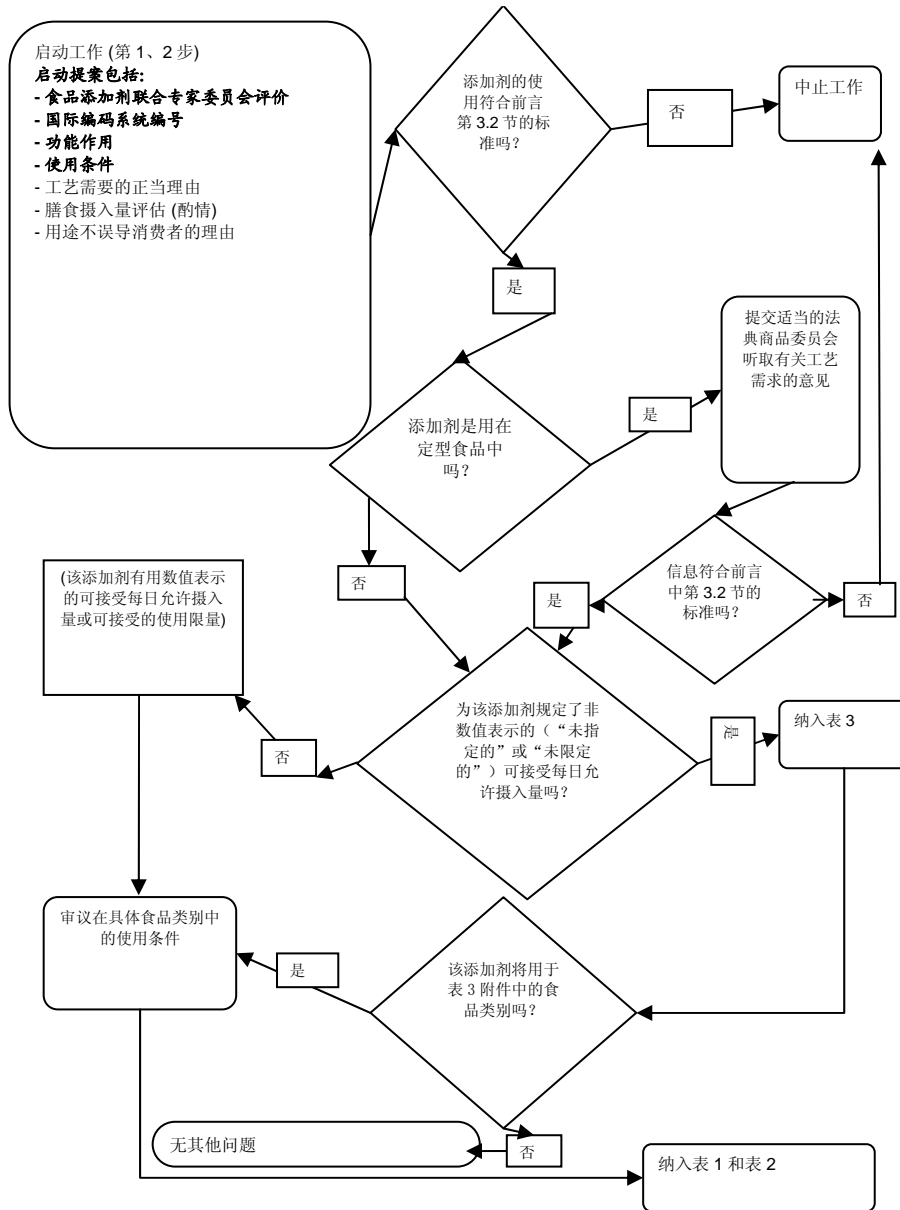 启动工作 (第 1、2 步)
启动提案包括:
- 食品添加剂联合专家委员会评价
- 国际编码系统编号
- 功能作用
- 使用条件
- 工艺需要的正当理由
- 膳食摄入量评估 (酌情)
- 用途不误导消费者的理由
添加剂的使
用符合前言
第 3.2 节的标
准吗？
否
中止工作
是
提交适当的法
典商品委员会
听取有关工艺
需求的意见
添加剂是用在
定型食品中
吗？
是
否
(该添加剂有用数值表示
的可接受每日允许摄入
量或可接受的使用限量)
信息符合前言
中第 3.2 节的
标准吗？
是
否
为该添加剂规定了非
数值表示的（“未指
定的”或“未限定
的”）可接受每日允
许摄入量吗？
否
是
纳入表 3
审议在具体食品类别中
的使用条件
是
该添加剂将用于
表 3 附件中的食
品类别吗？
无其他问题
否
纳入表 1 和表 2